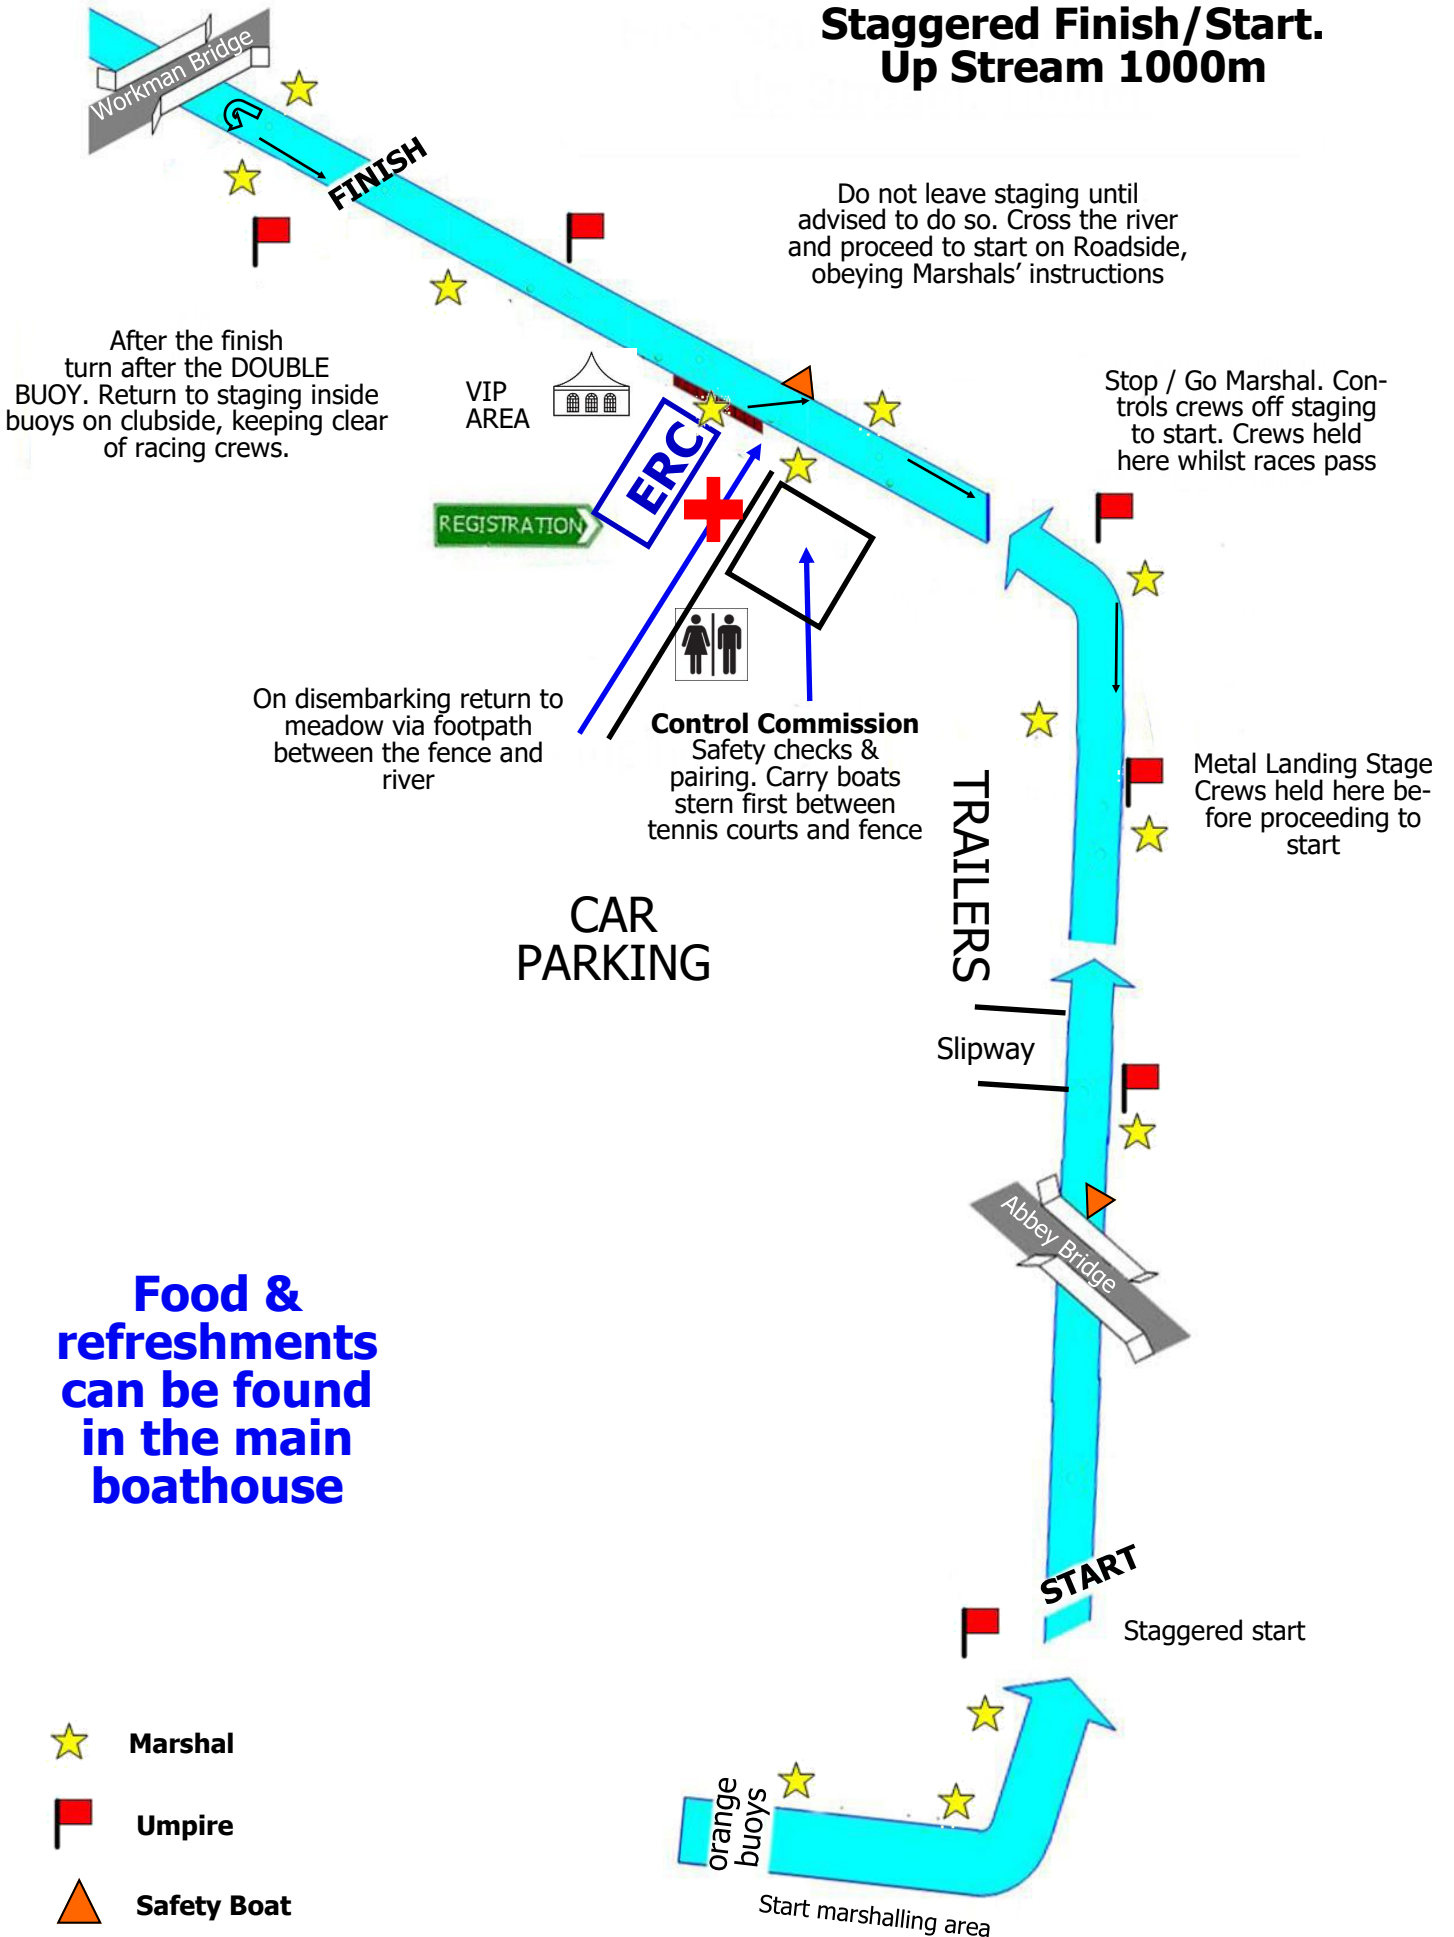 Staggered Finish/Start.
Up Stream 1000m
Workman Bridge
FINISH
Do not leave staging until
advised to do so. Cross the river
and proceed to start on Roadside,
obeying Marshals’ instructions
After the finish
turn after the DOUBLE
BUOY. Return to staging inside
buoys on clubside, keeping clear
of racing crews.
VIP
AREA
Stop / Go Marshal. Con-
trols crews off staging
to start. Crews held
here whilst races pass
ERC
REGISTRATION
On disembarking return to
meadow via footpath
between the fence and
river
Control Commission
Safety checks &
pairing. Carry boats
stern first between
tennis courts and fence
TRAILERS
Metal Landing Stage
Crews held here be-
fore proceeding to
start
CAR
PARKING
Slipway
Abbey Bridge
Food &
refreshments
can be found
in the main
boathouse
START
Staggered start
Marshal
Umpire
Safety Boat
orange
buoys
Start marshalling area